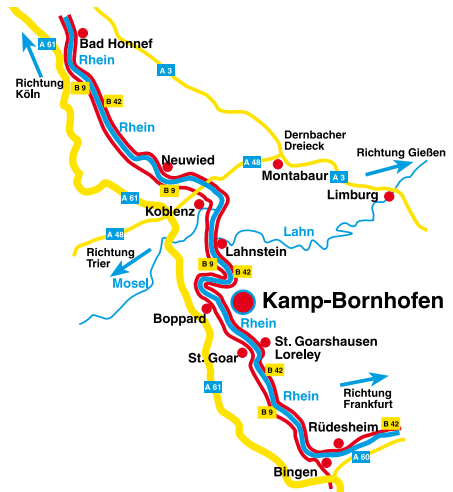 Bad Honnef
A 61
Rhein
A 3
Richtung
Köln
B 9
B 42
Rhein
Dernbacher
Dreieck
Neuwied
A 48
Richtung Gießen
Montabaur
A 3
B 9
A 61
Limburg
Koblenz
A 48
Lahn
Richtung
Trier
Lahnstein
B 9
B 42
Mosel
Kamp-Bornhofen
Boppard
Rhein
St. Goarshausen
Loreley
St. Goar
B 42
A 61
Rhein
Richtung
Frankfurt
B 9
B 42
Rüdesheim
A 60
Bingen